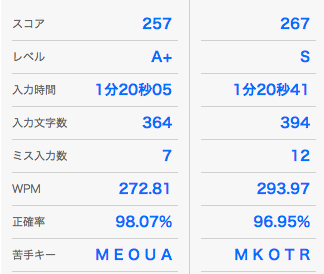 スコア 257 267
レベル A+ S
入力時間 1分20秒05 1分20秒41
入力文字数 364 394
ミス入力数 7 12
WPM 272.81 293.97
正確率 98.07% 96.95%
苦手キー M E O U A M K O T R